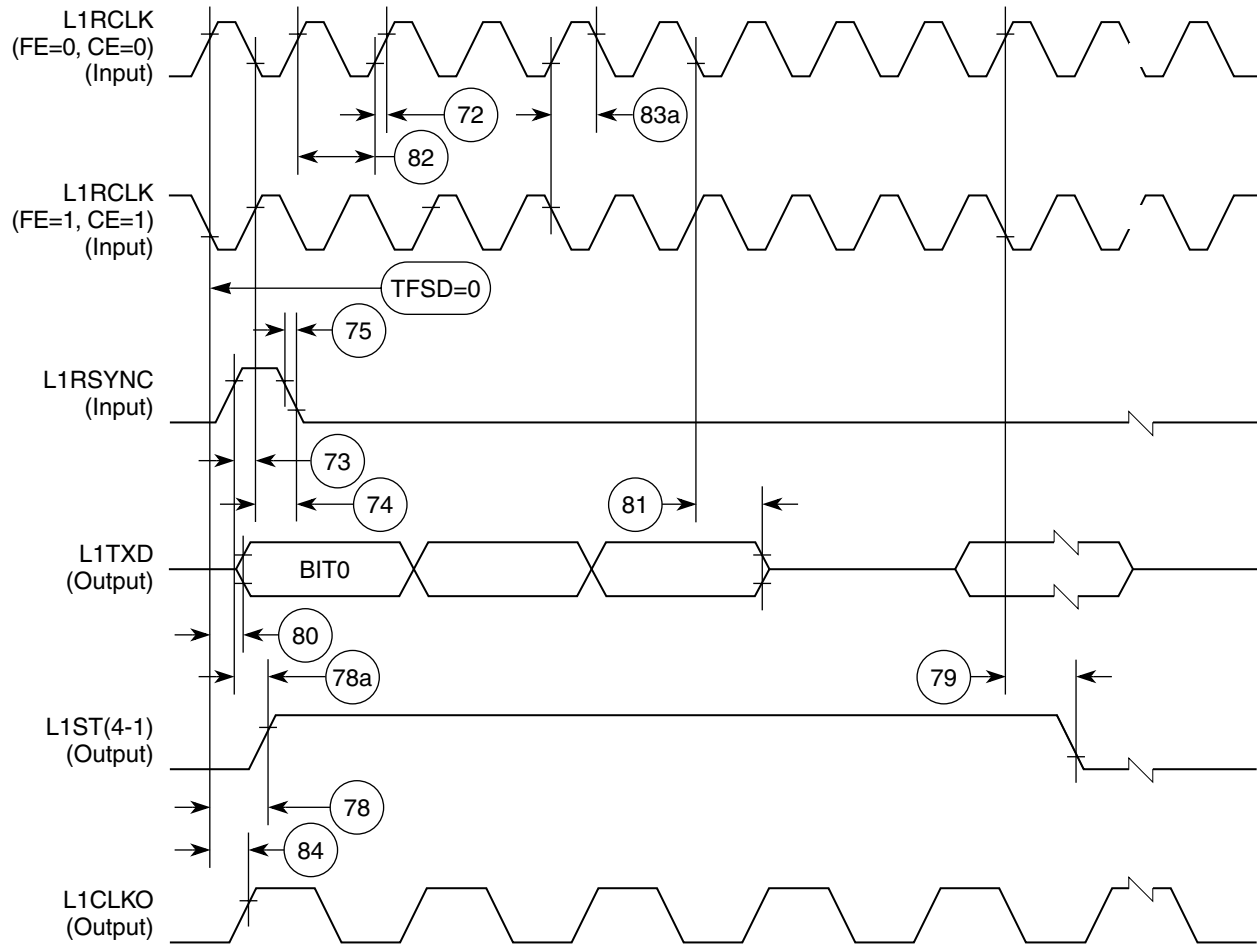 L1RCLK
(FE=0, CE=0)
(Input)
72
83a
82
L1RCLK
(FE=1, CE=1)
(Input)
TFSD=0
75
L1RSYNC
(Input)
73
74
81
L1TXD
(Output)
BIT0
80
78a
79
L1ST(4-1)
(Output)
78
84
L1CLKO
(Output)